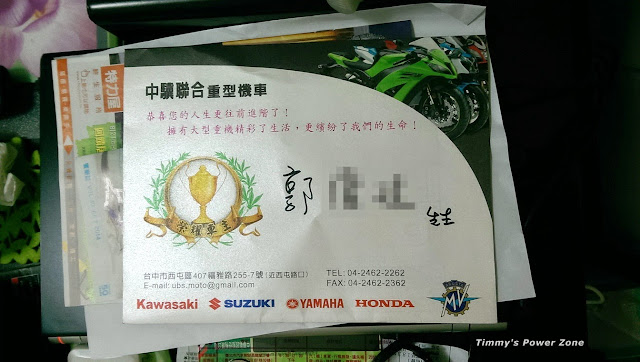 中驥聯合重型機車
恭喜您的人生更往前進階了！
擁有大型重機精彩了生活，更繽紛了我們的生命！
郭
榮耀車主
台中市西屯區407福雅路255-7號(近西屯路口)
E-mail: ubs.moto@gmail.com
TEL: 04-2462-2262
FAX: 04-2462-2362
Kawasaki SUZUKI YAMAHA HONDA MV
特力屋
Timmy's Power Zone